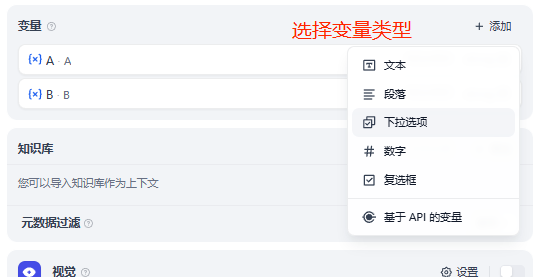 变量
选择变量类型
+ 添加
{x} A · A
{x} B · B
文本
段落
下拉选项
数字
复选框
基于 API 的变量
知识库
您可以导入知识库作为上下文
元数据过滤
视觉
设置